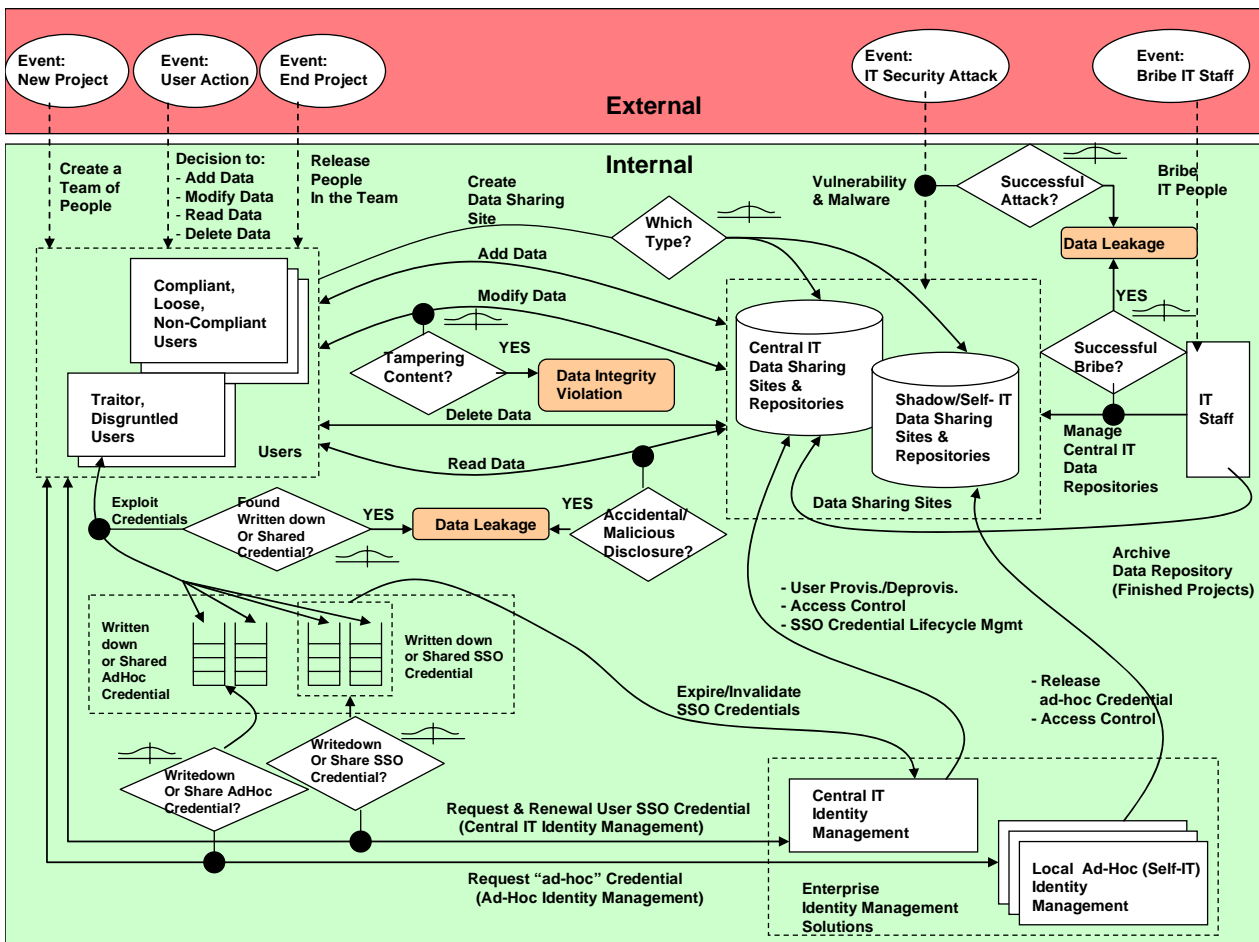 Event:
New Project
Event:
User Action
Event:
End Project
Event:
IT Security Attack
Event:
Bribe IT Staff
External
Internal
Create a
Team of
People
Decision to:
- Add Data
- Modify Data
- Read Data
- Delete Data
Release
People
In the Team
Create
Data Sharing
Site
Which
Type?
Vulnerability
& Malware
Successful
Attack?
Bribe
IT People
Data Leakage
Compliant,
Loose,
Non-Compliant
Users
Traitor,
Disgruntled
Users
Users
Add Data
Modify Data
Tampering
Content?
YES
Data Integrity
Violation
Delete Data
Read Data
Central IT
Data Sharing
Sites &
Repositories
Shadow/Self- IT
Data Sharing
Sites &
Repositories
Data Sharing Sites
YES
Successful
Bribe?
IT
Staff
Manage
Central IT
Data
Repositories
Exploit
Credentials
Found
Written down
Or Shared
Credential?
YES
Data Leakage
YES
Accidental/
Malicious
Disclosure?
Archive
Data Repository
(Finished Projects)
- User Provis./Deprovis.
- Access Control
- SSO Credential Lifecycle Mgmt
Written
down
or Shared
AdHoc
Credential
Written down
or Shared SSO
Credential
Expire/Invalidate
SSO Credentials
- Release
ad-hoc Credential
- Access Control
Writedown
Or Share AdHoc
Credential?
Writedown
Or Share SSO
Credential?
Request & Renewal User SSO Credential
(Central IT Identity Management)
Central IT
Identity
Management
Request “ad-hoc” Credential
(Ad-Hoc Identity Management)
Local Ad-Hoc (Self-IT)
Identity
Management
Enterprise
Identity Management
Solutions